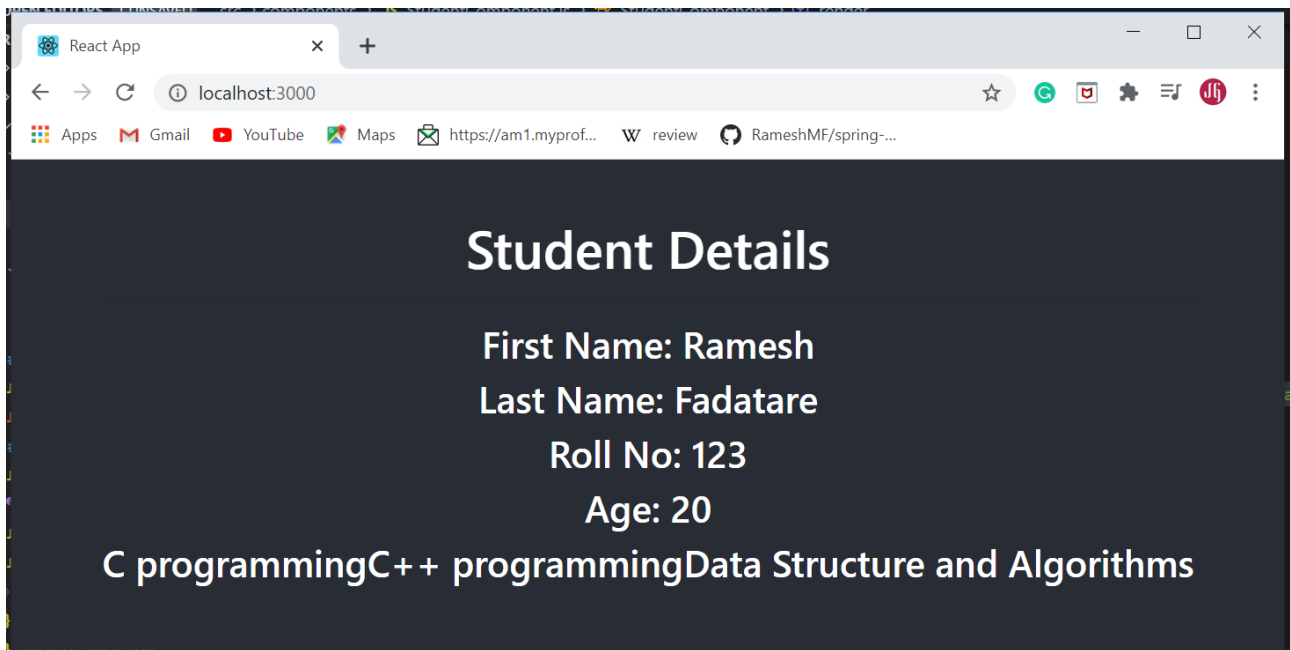 React App
localhost:3000
Apps Gmail YouTube Maps https://am1.myprof... W review RameshMF/spring-...
Student Details
First Name: Ramesh
Last Name: Fadatare
Roll No: 123
Age: 20
C programmingC++ programmingData Structure and Algorithms